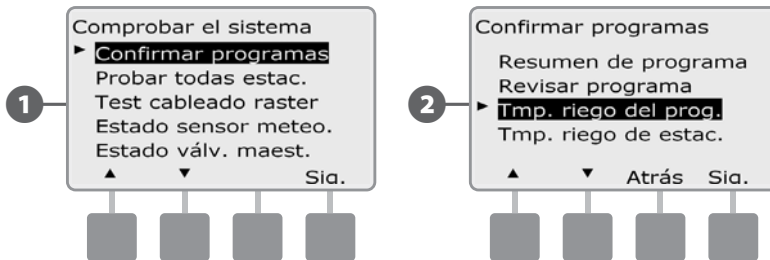 Comprobar el sistema
Confirmar programas
Probar todas estac.
Test cableado raster
Estado sensor meteo.
Estado válv. maest.
Sig.
1
Confirmar programas
Resumen de programa
Revisar programa
Tmp. riego del prog.
Tmp. riego de estac.
Atrás Sig.
2